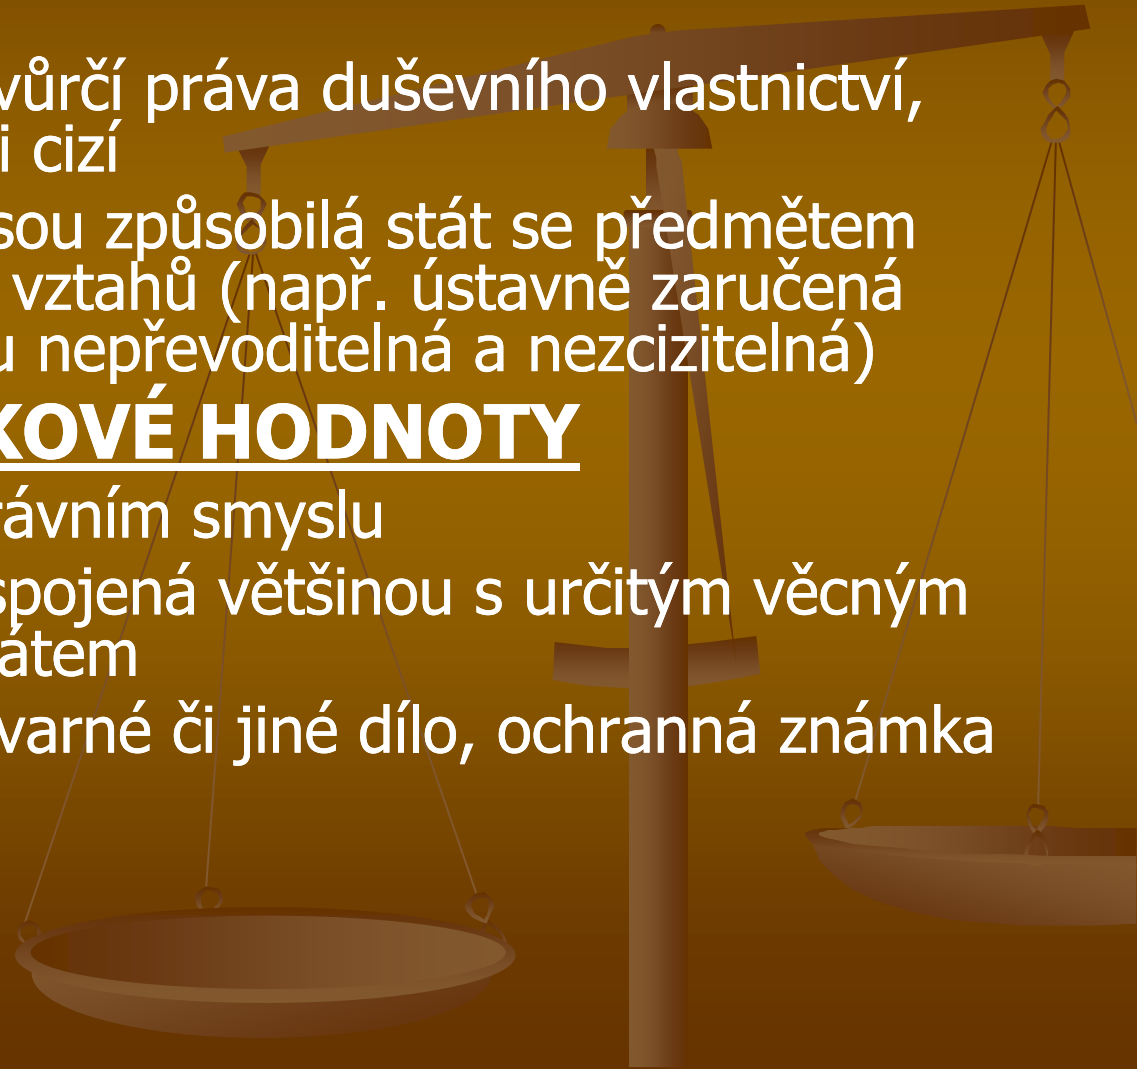 vůrčí práva duševního vlastnictví,
i cizí
sou způsobilá stát se předmětem
vztahů (např. ústavně zaručená
u nepřevoditelná a nezcizitelná)
KOVÉ HODNOTY
rávním smyslu
spojená většinou s určitým věcným
átem
varné či jiné dílo, ochranná známka